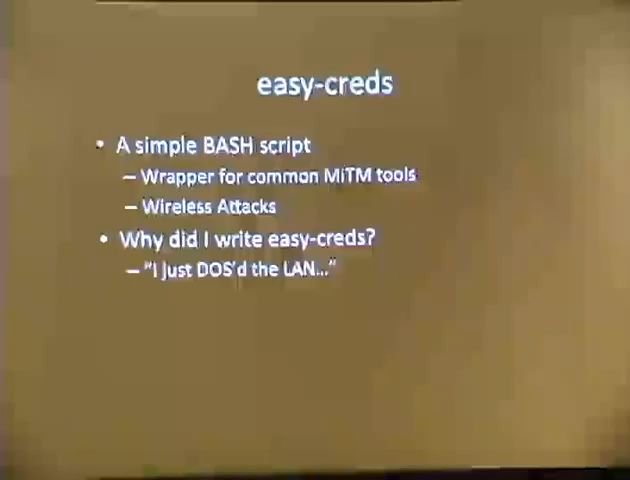 easy-creds
• A simple BASH script
– Wrapper for common MiTM tools
– Wireless Attacks
• Why did I write easy-creds?
– "I Just DOS'd the LAN..."